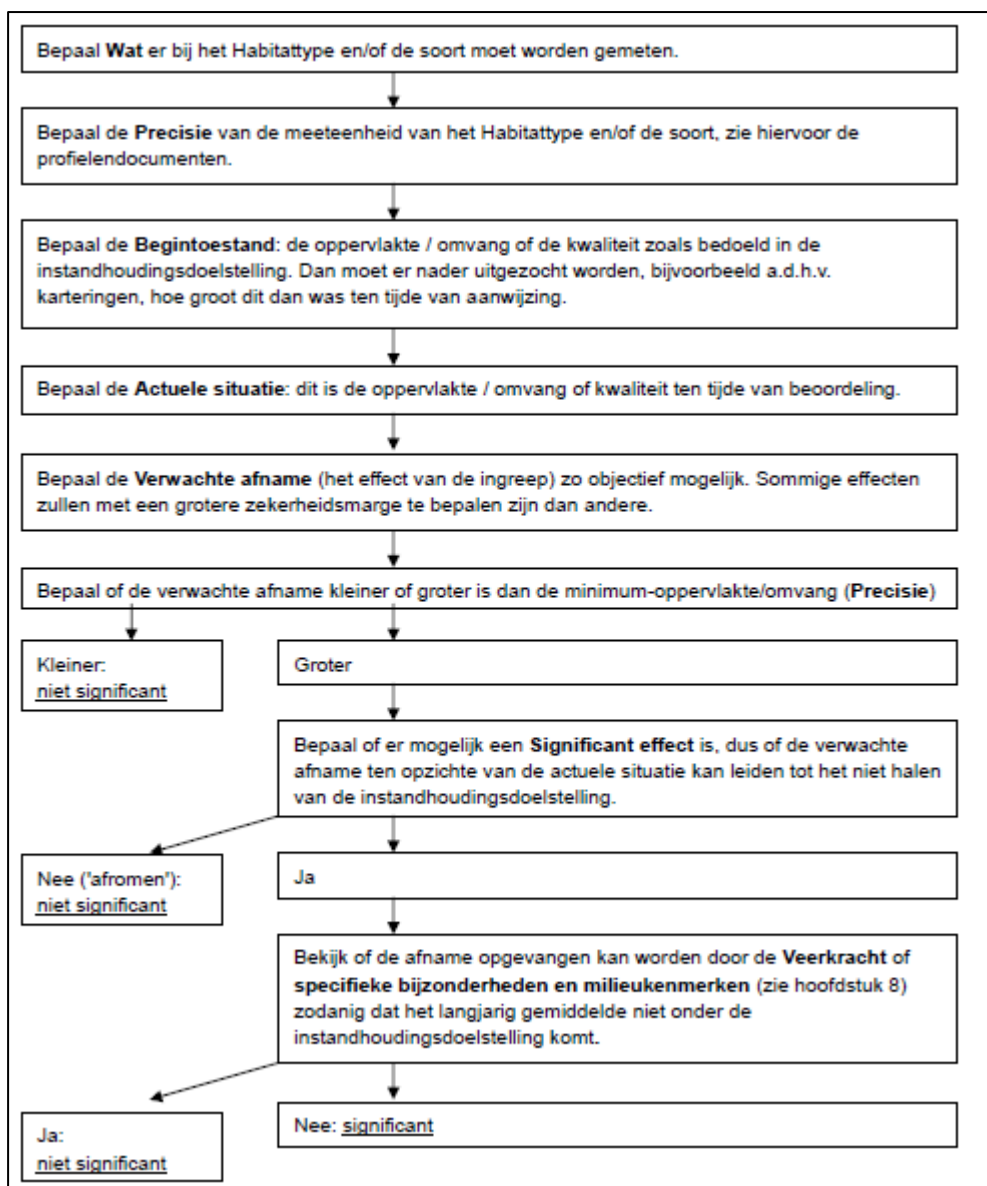 Bepaal Wat er bij het Habitattype en/of de soort moet worden gemeten.
Bepaal de Precisie van de meeteenheid van het Habitattype en/of de soort, zie hiervoor de
profielendocumenten.
Bepaal de Begintoestand: de oppervlakte / omvang of de kwaliteit zoals bedoeld in de
instandhoudingsdoelstelling. Dan moet er nader uitgezocht worden, bijvoorbeeld a.d.h.v.
karteringen, hoe groot dit dan was ten tijde van aanwijzing.
Bepaal de Actuele situatie: dit is de oppervlakte / omvang of kwaliteit ten tijde van beoordeling.
Bepaal de Verwachte afname (het effect van de ingreep) zo objectief mogelijk. Sommige effecten
zullen met een grotere zekerheidsmarge te bepalen zijn dan andere.
Bepaal of de verwachte afname kleiner of groter is dan de minimum-oppervlakte/omvang (Precisie)
Kleiner:
niet significant
Groter
Bepaal of er mogelijk een Significant effect is, dus of de verwachte
afname ten opzichte van de actuele situatie kan leiden tot het niet halen
van de instandhoudingsdoelstelling.
Nee ('afromen'):
niet significant
Ja
Bekijk of de afname opgevangen kan worden door de Veerkracht of
specifieke bijzonderheden en milieukenmerken (zie hoofdstuk 8)
zodanig dat het langjarig gemiddelde niet onder de
instandhoudingsdoelstelling komt.
Ja:
niet significant
Nee: significant